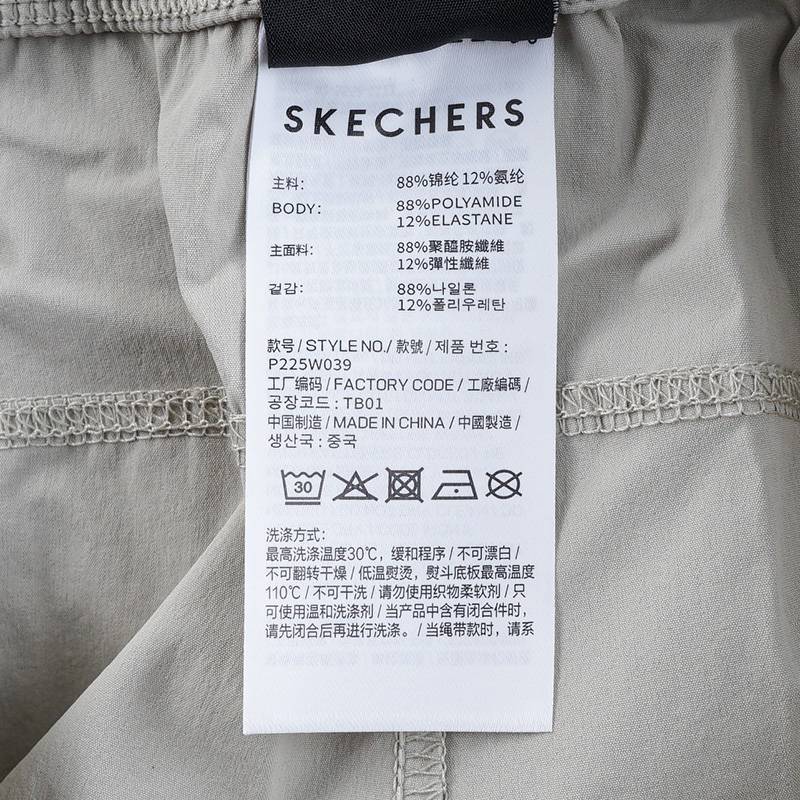 SKECHERS
主料: 88%锦纶 12%氨纶
BODY: 88%POLYAMIDE
12%ELASTANE
主面料: 88%聚醯胺纖維
12%彈性纖維
겉감: 88%나일론
12%폴리우레탄
款号 / STYLE NO./ 款號 / 제품 번호 :
P225W039
工厂编码 / FACTORY CODE / 工廠編碼 /
공장코드 : TB01
中国制造 / MADE IN CHINA / 中國製造 /
생산국 : 중국
30
洗涤方式:
最高洗涤温度30℃，缓和程序 / 不可漂白 /
不可翻转干燥 / 低温熨烫，熨斗底板最高温度
110℃ / 不可干洗 / 请勿使用织物柔软剂 / 只
可使用温和洗涤剂 / 当产品中含有闭合件时，
请先闭合后再进行洗涤。 / 当绳带款时，请系